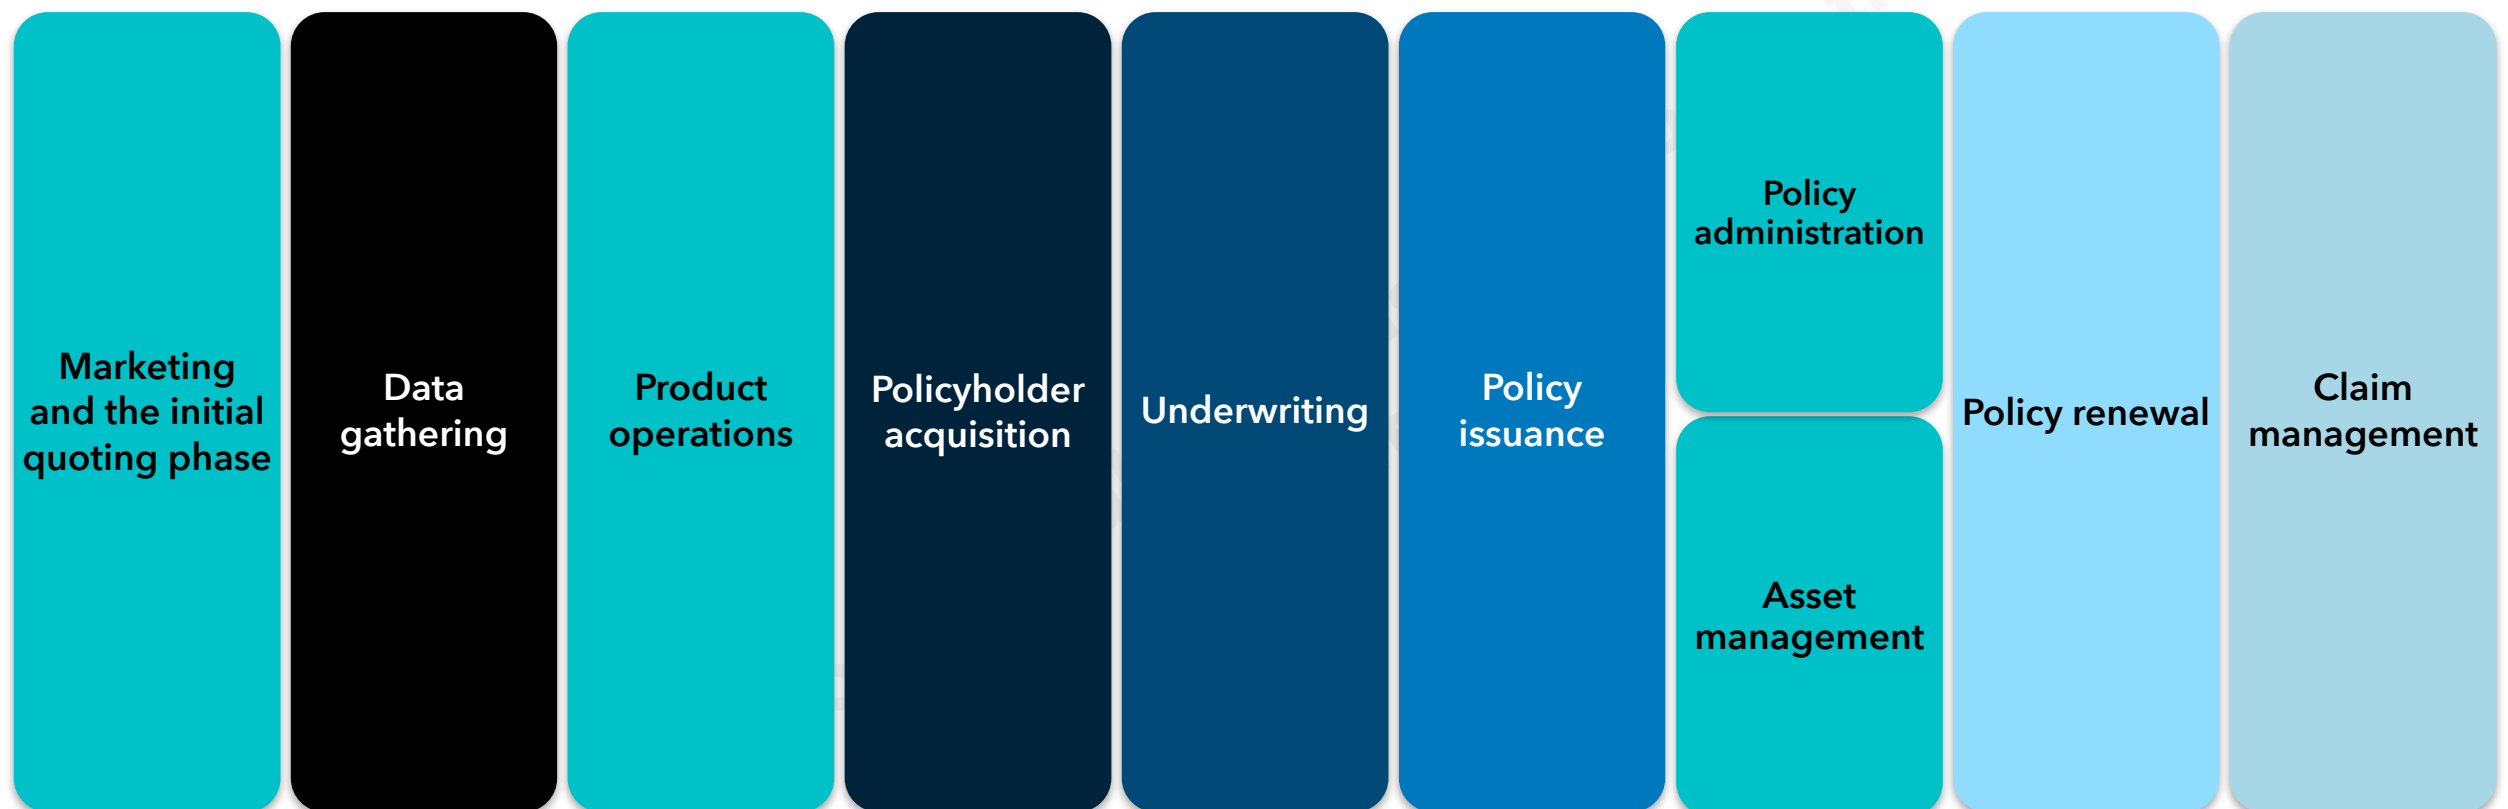 Marketing
and the initial
quoting phase
Data
gathering
Product
operations
Policyholder
acquisition
Underwriting
Policy
issuance
Policy
administration
Asset
management
Policy renewal
Claim
management